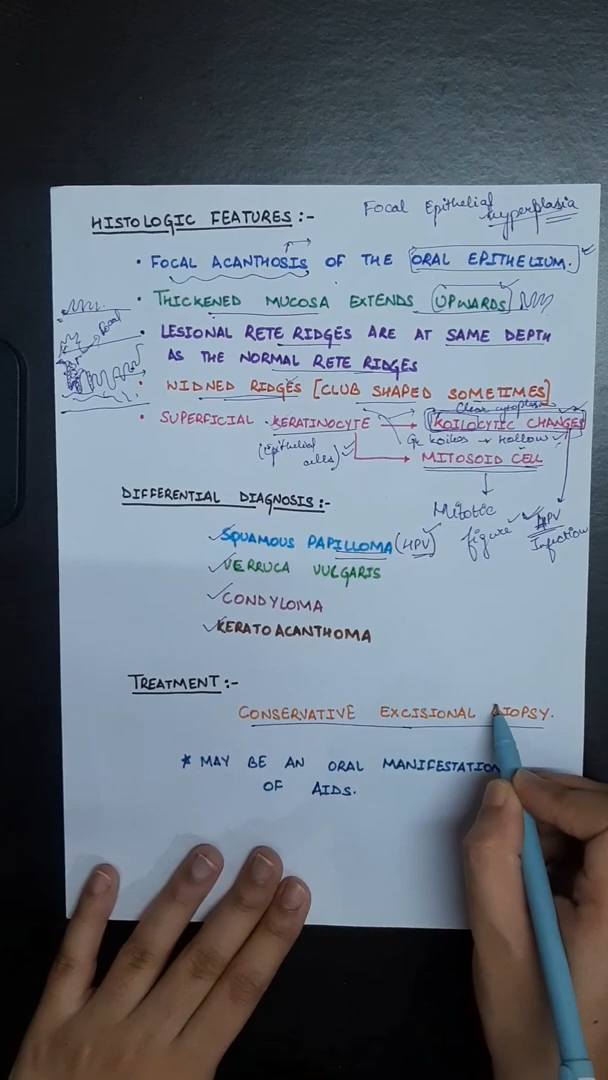 Focal Epithelial
hyperplasia
HISTOLOGIC FEATURES :-
• FOCAL ACANTHOSIS OF THE ORAL EPITHELIUM.
• THICKENED MUCOSA EXTENDS UPWARDS
• LESIONAL RETE RIDGES ARE AT SAME DEPTH
AS THE NORMAL RETE RIDGES
• WIDNED RIDGES [CLUB SHAPED SOMETIMES]
Clear cytoplasm
• SUPERFICIAL KERATINOCYTE → KOILOCYTIC CHANGES
(Epithelial
cells)
Gk koilos → Hollow
→ MITOSOID CELL
Mitotic
figure
HPV
Infection
DIFFERENTIAL DIAGNOSIS :-
SQUAMOUS PAPILLOMA (HPV)
VERRUCA VULGARIS
CONDYLOMA
KERATOACANTHOMA
TREATMENT :-
CONSERVATIVE EXCISIONAL BIOPSY.
* MAY BE AN ORAL MANIFESTATION
OF AIDS.